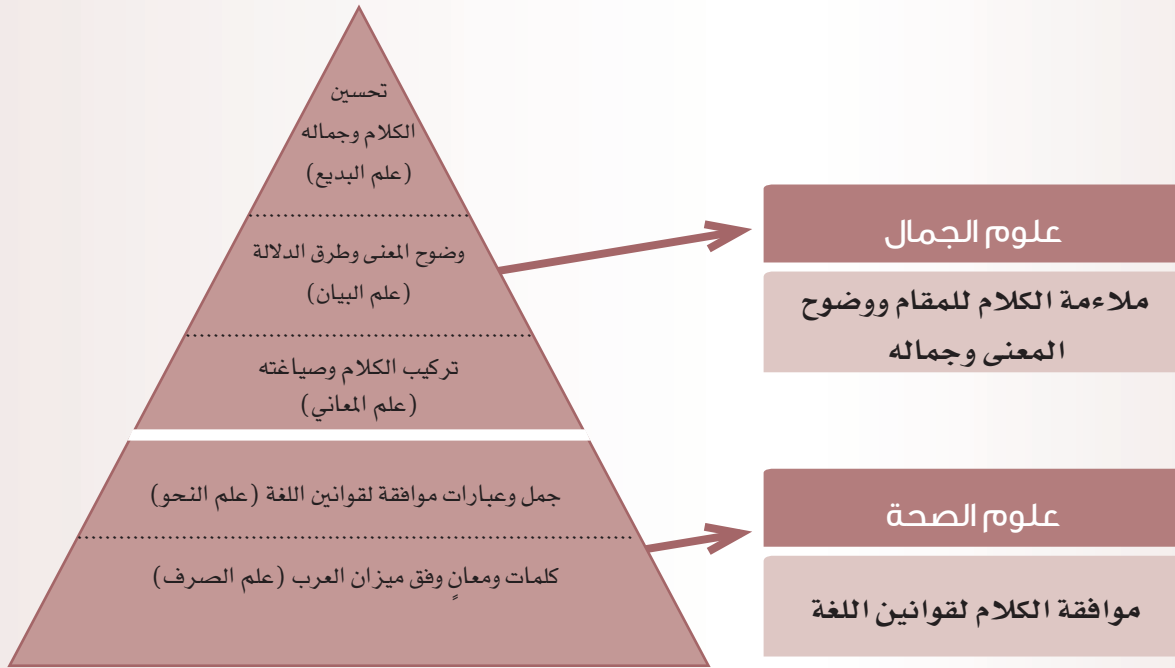 تحسين
الكلام وجماله
(علم البديع)
وضوح المعنى وطرق الدلالة
(علم البيان)
تركيب الكلام وصياغته
(علم المعاني)
جمل وعبارات موافقة لقوانين اللغة (علم النحو)
كلمات ومعانٍ وفق ميزان العرب (علم الصرف)
علوم الجمال
ملاءمة الكلام للمقام ووضوح
المعنى وجماله
علوم الصحة
موافقة الكلام لقوانين اللغة